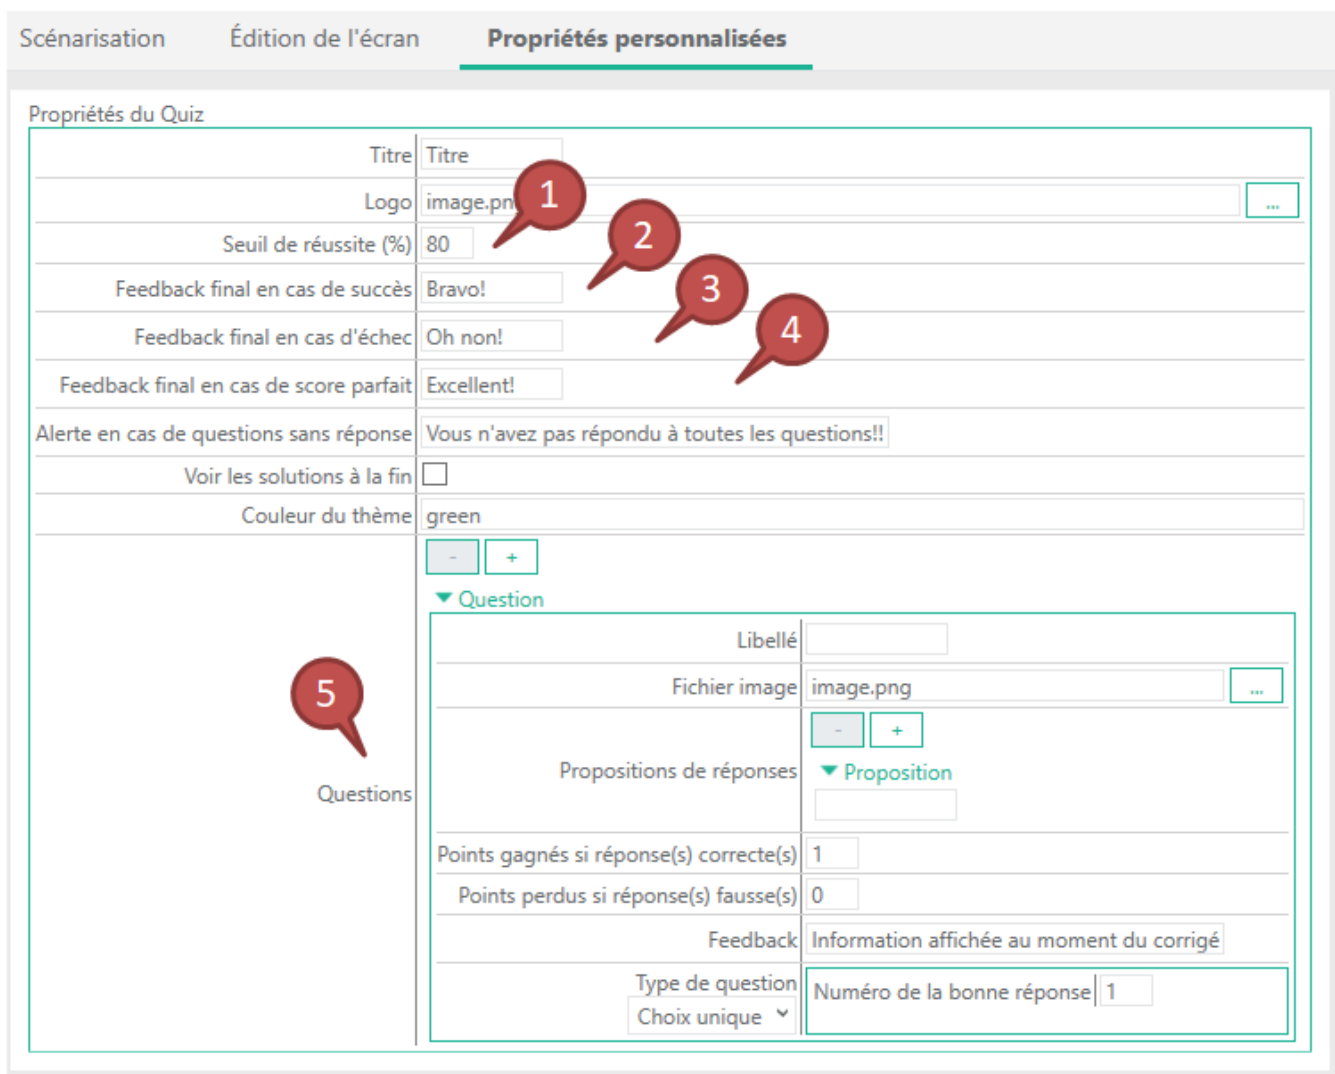 Scénarisation Édition de l'écran Propriétés personnalisées
Propriétés du Quiz
Titre Titre
1
Logo image.pn ...
2
Seuil de réussite (%) 80
3
Feedback final en cas de succès Bravo!
4
Feedback final en cas d'échec Oh non!
Feedback final en cas de score parfait Excellent!
Alerte en cas de questions sans réponse Vous n'avez pas répondu à toutes les questions!!
Voir les solutions à la fin
Couleur du thème green
- +
Question
Libellé
5
Fichier image image.png ...
- +
Propositions de réponses
Proposition
Questions
Points gagnés si réponse(s) correcte(s) 1
Points perdus si réponse(s) fausse(s) 0
Feedback Information affichée au moment du corrigé
Type de question
Choix unique
Numéro de la bonne réponse 1